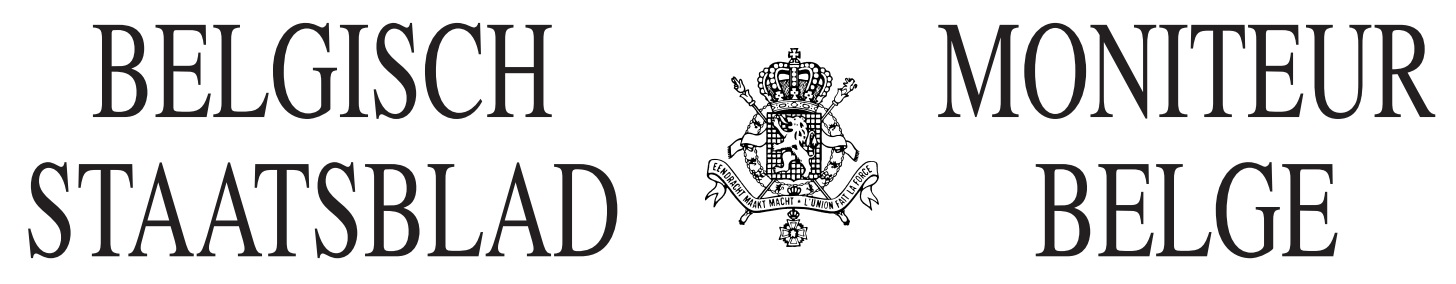 BELGISCH
STAATSBLAD
EENDRACHT MAAKT MACHT • L'UNION FAIT LA FORCE
MONITEUR
BELGE